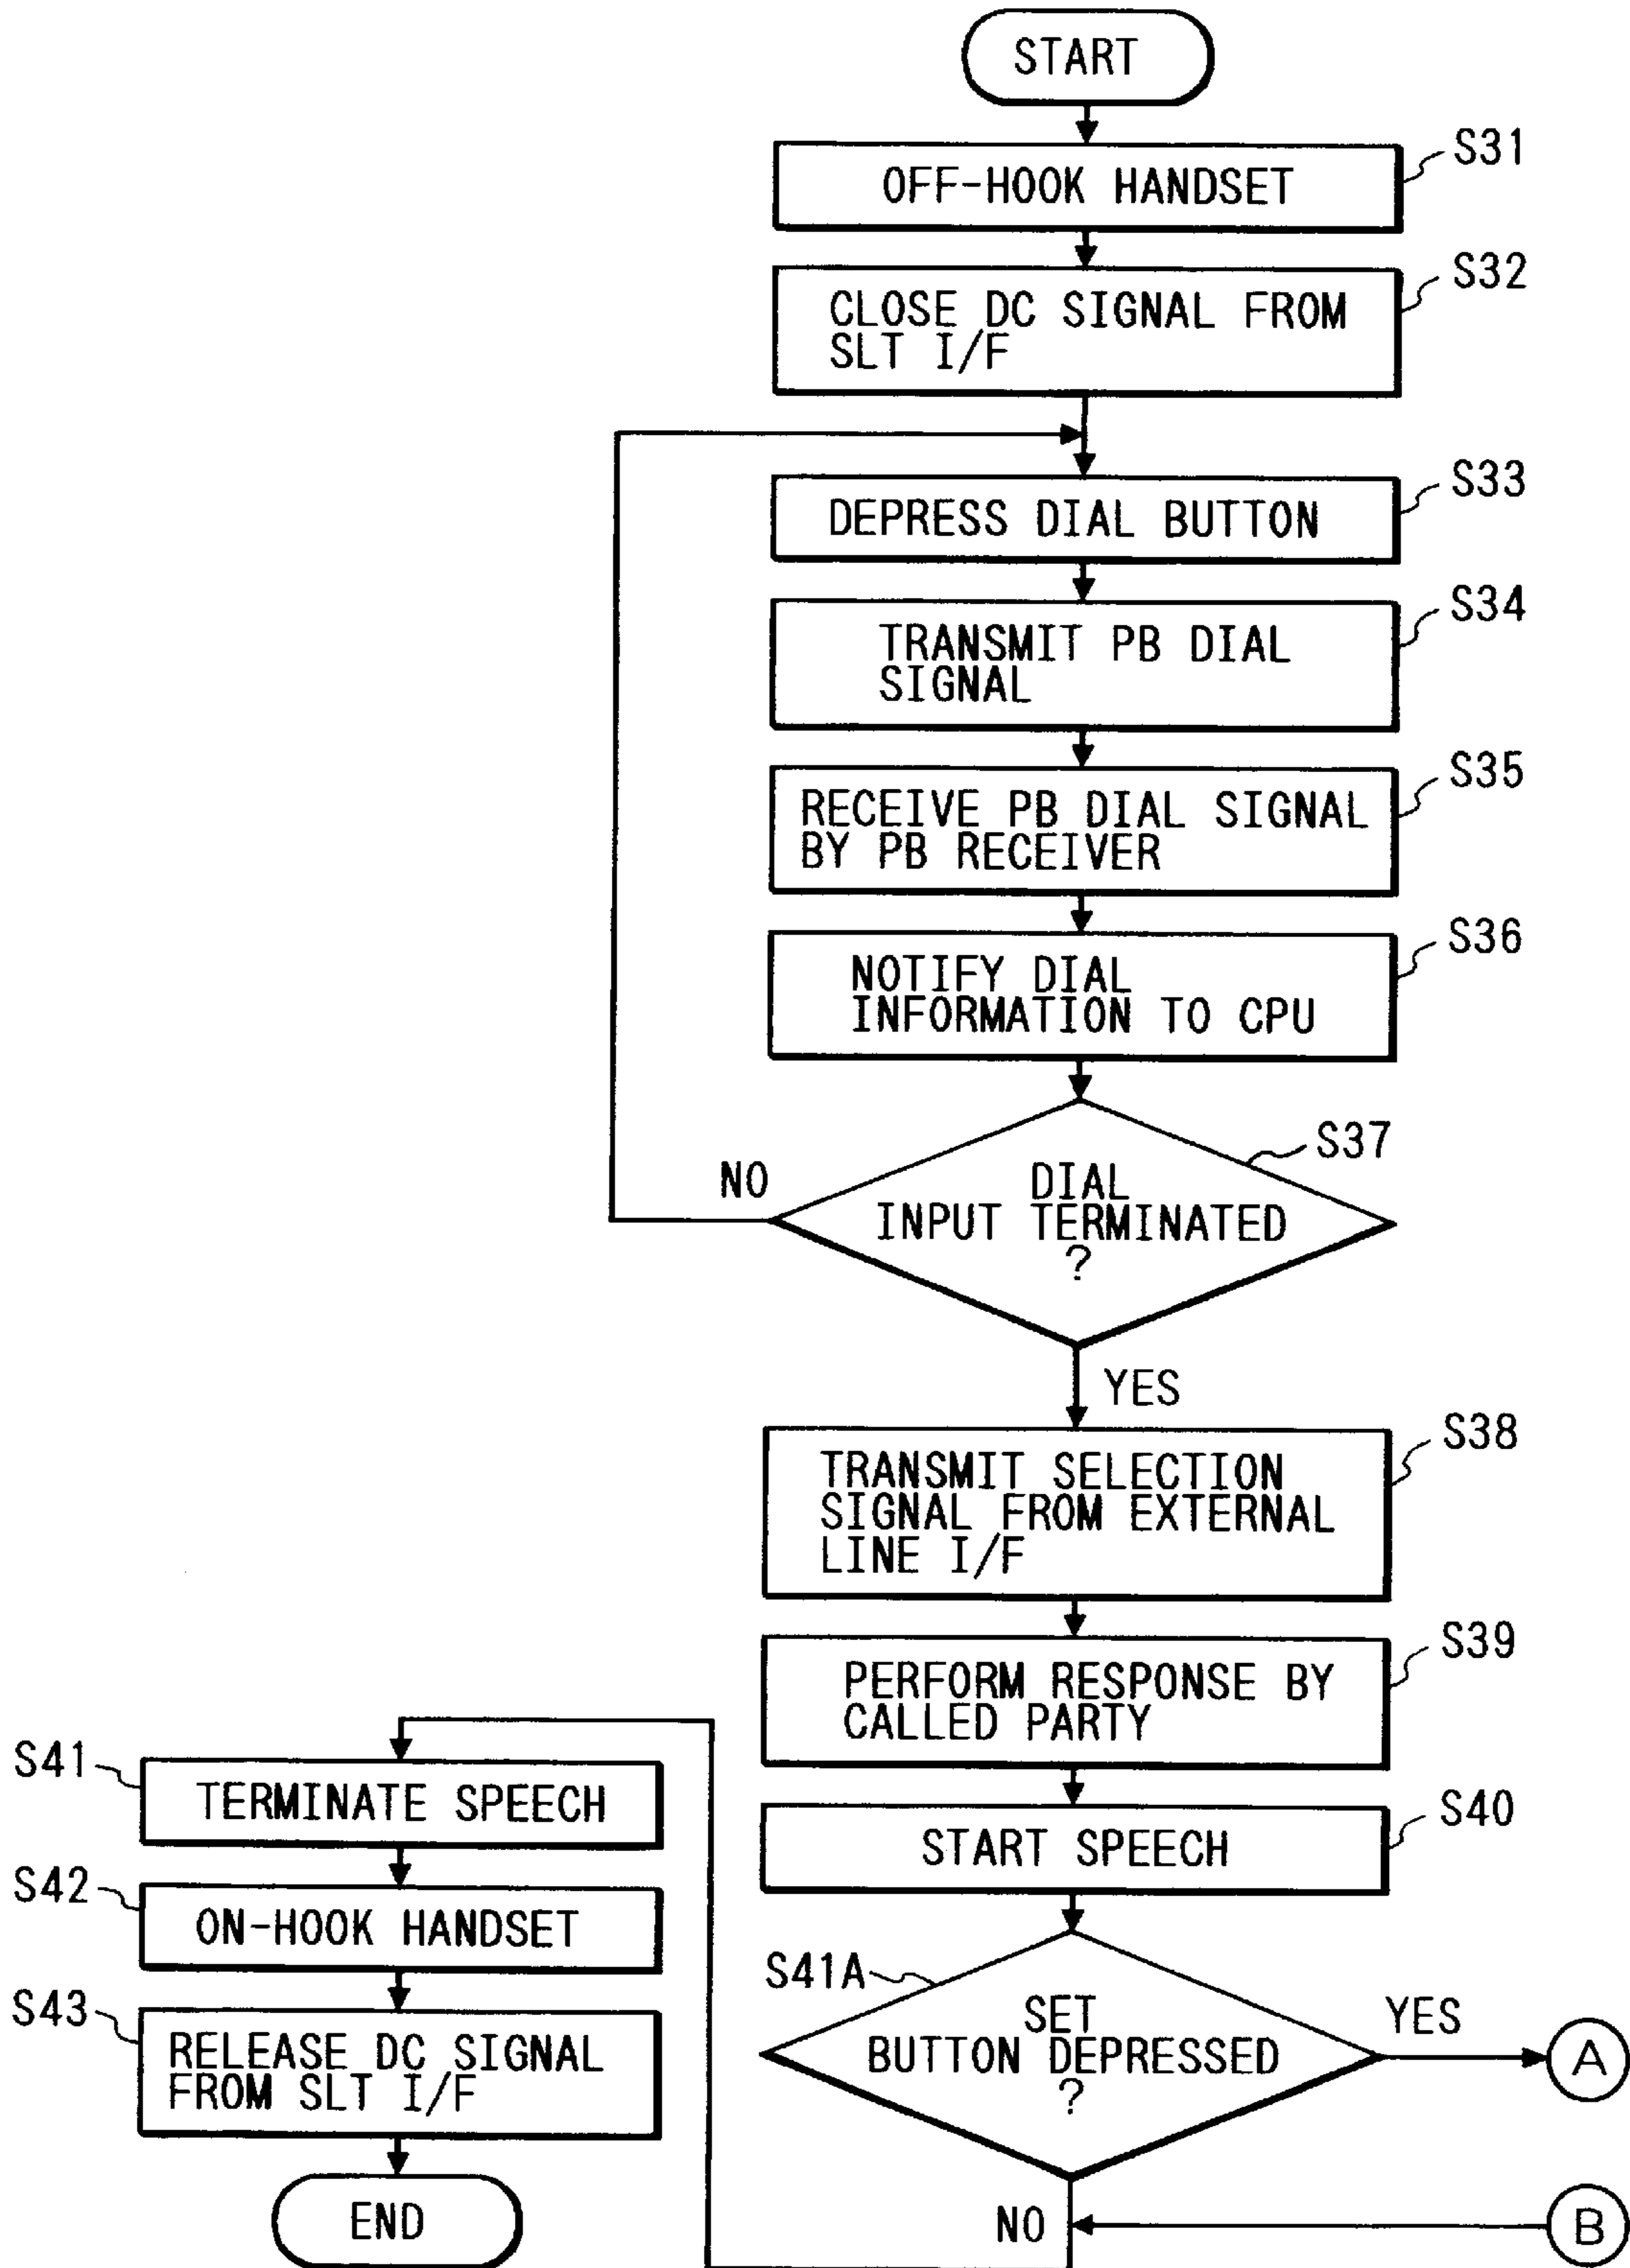 START
S31
OFF-HOOK HANDSET
S32
CLOSE DC SIGNAL FROM
SLT I/F
S33
DEPRESS DIAL BUTTON
S34
TRANSMIT PB DIAL
SIGNAL
S35
RECEIVE PB DIAL SIGNAL
BY PB RECEIVER
S36
NOTIFY DIAL
INFORMATION TO CPU
S37
NO
DIAL
INPUT TERMINATED
?
YES
S38
TRANSMIT SELECTION
SIGNAL FROM EXTERNAL
LINE I/F
S39
PERFORM RESPONSE BY
CALLED PARTY
S40
START SPEECH
S41A
SET
BUTTON DEPRESSED
?
YES
A
NO
B
S41
TERMINATE SPEECH
S42
ON-HOOK HANDSET
S43
RELEASE DC SIGNAL
FROM SLT I/F
END